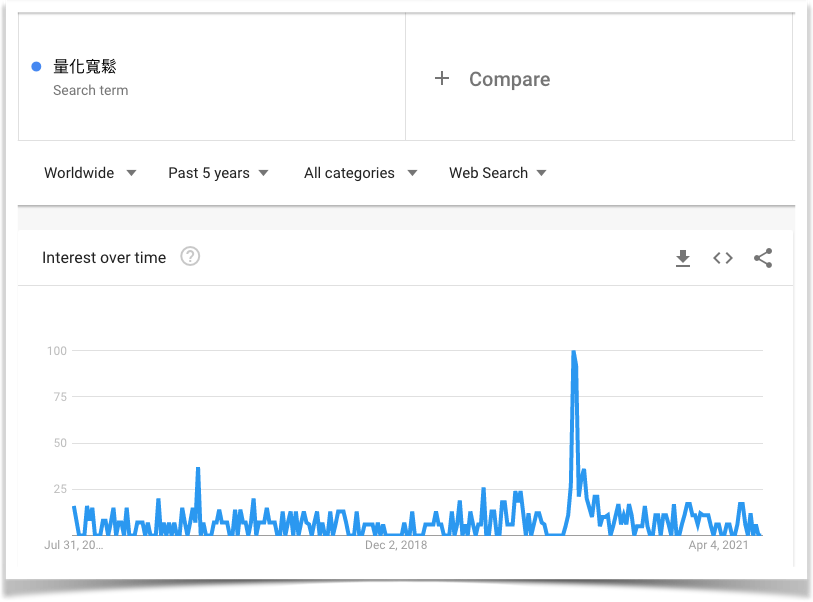 量化寬鬆
Search term
+ Compare
Worldwide
Past 5 years
All categories
Web Search
Interest over time ?
100
75
50
25
Jul 31, 20...
Dec 2, 2018
Apr 4, 2021